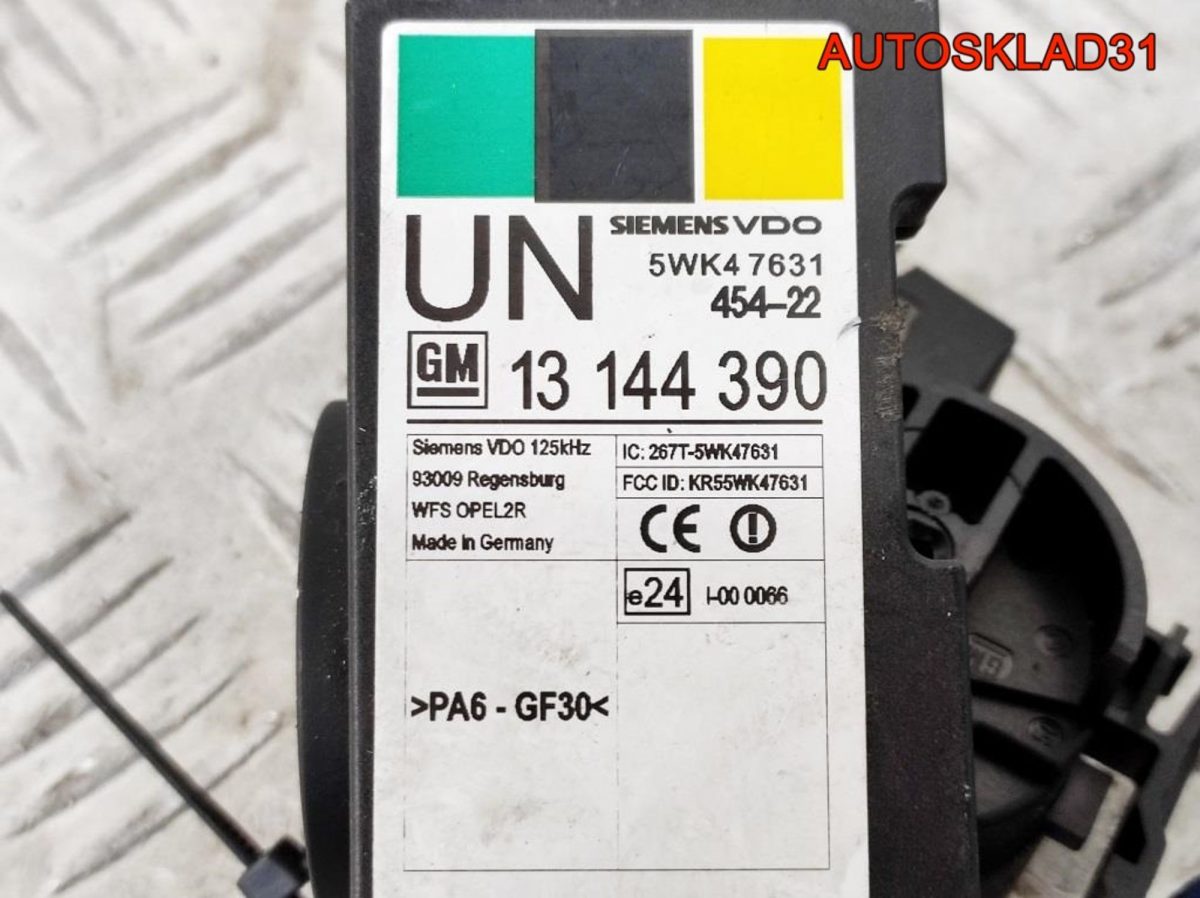 AUTOSKLAD31
UN
SIEMENS VDO
5WK4 7631
454-22
GM 13 144 390
Siemens VDO 125kHz
93009 Regensburg
WFS OPEL2R
Made in Germany
IC: 267T-5WK47631
FCC ID: KR55WK47631
CE
e24 I-00 0066
>PA6 - GF30<